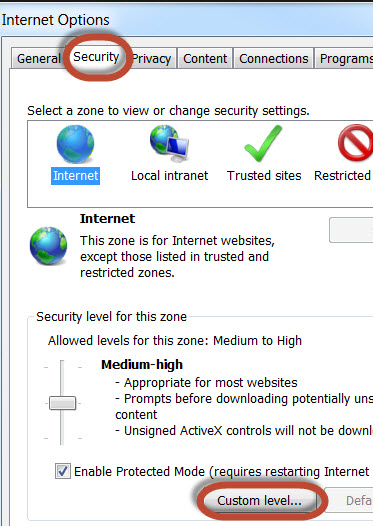 Internet Options
General Security Privacy Content Connections Programs
Select a zone to view or change security settings.
Internet Local intranet Trusted sites Restricted
Internet
This zone is for Internet websites,
except those listed in trusted and
restricted zones.
Security level for this zone
Allowed levels for this zone: Medium to High
Medium-high
- Appropriate for most websites
- Prompts before downloading potentially uns
content
- Unsigned ActiveX controls will not be downl
Enable Protected Mode (requires restarting Internet
Custom level... Defa